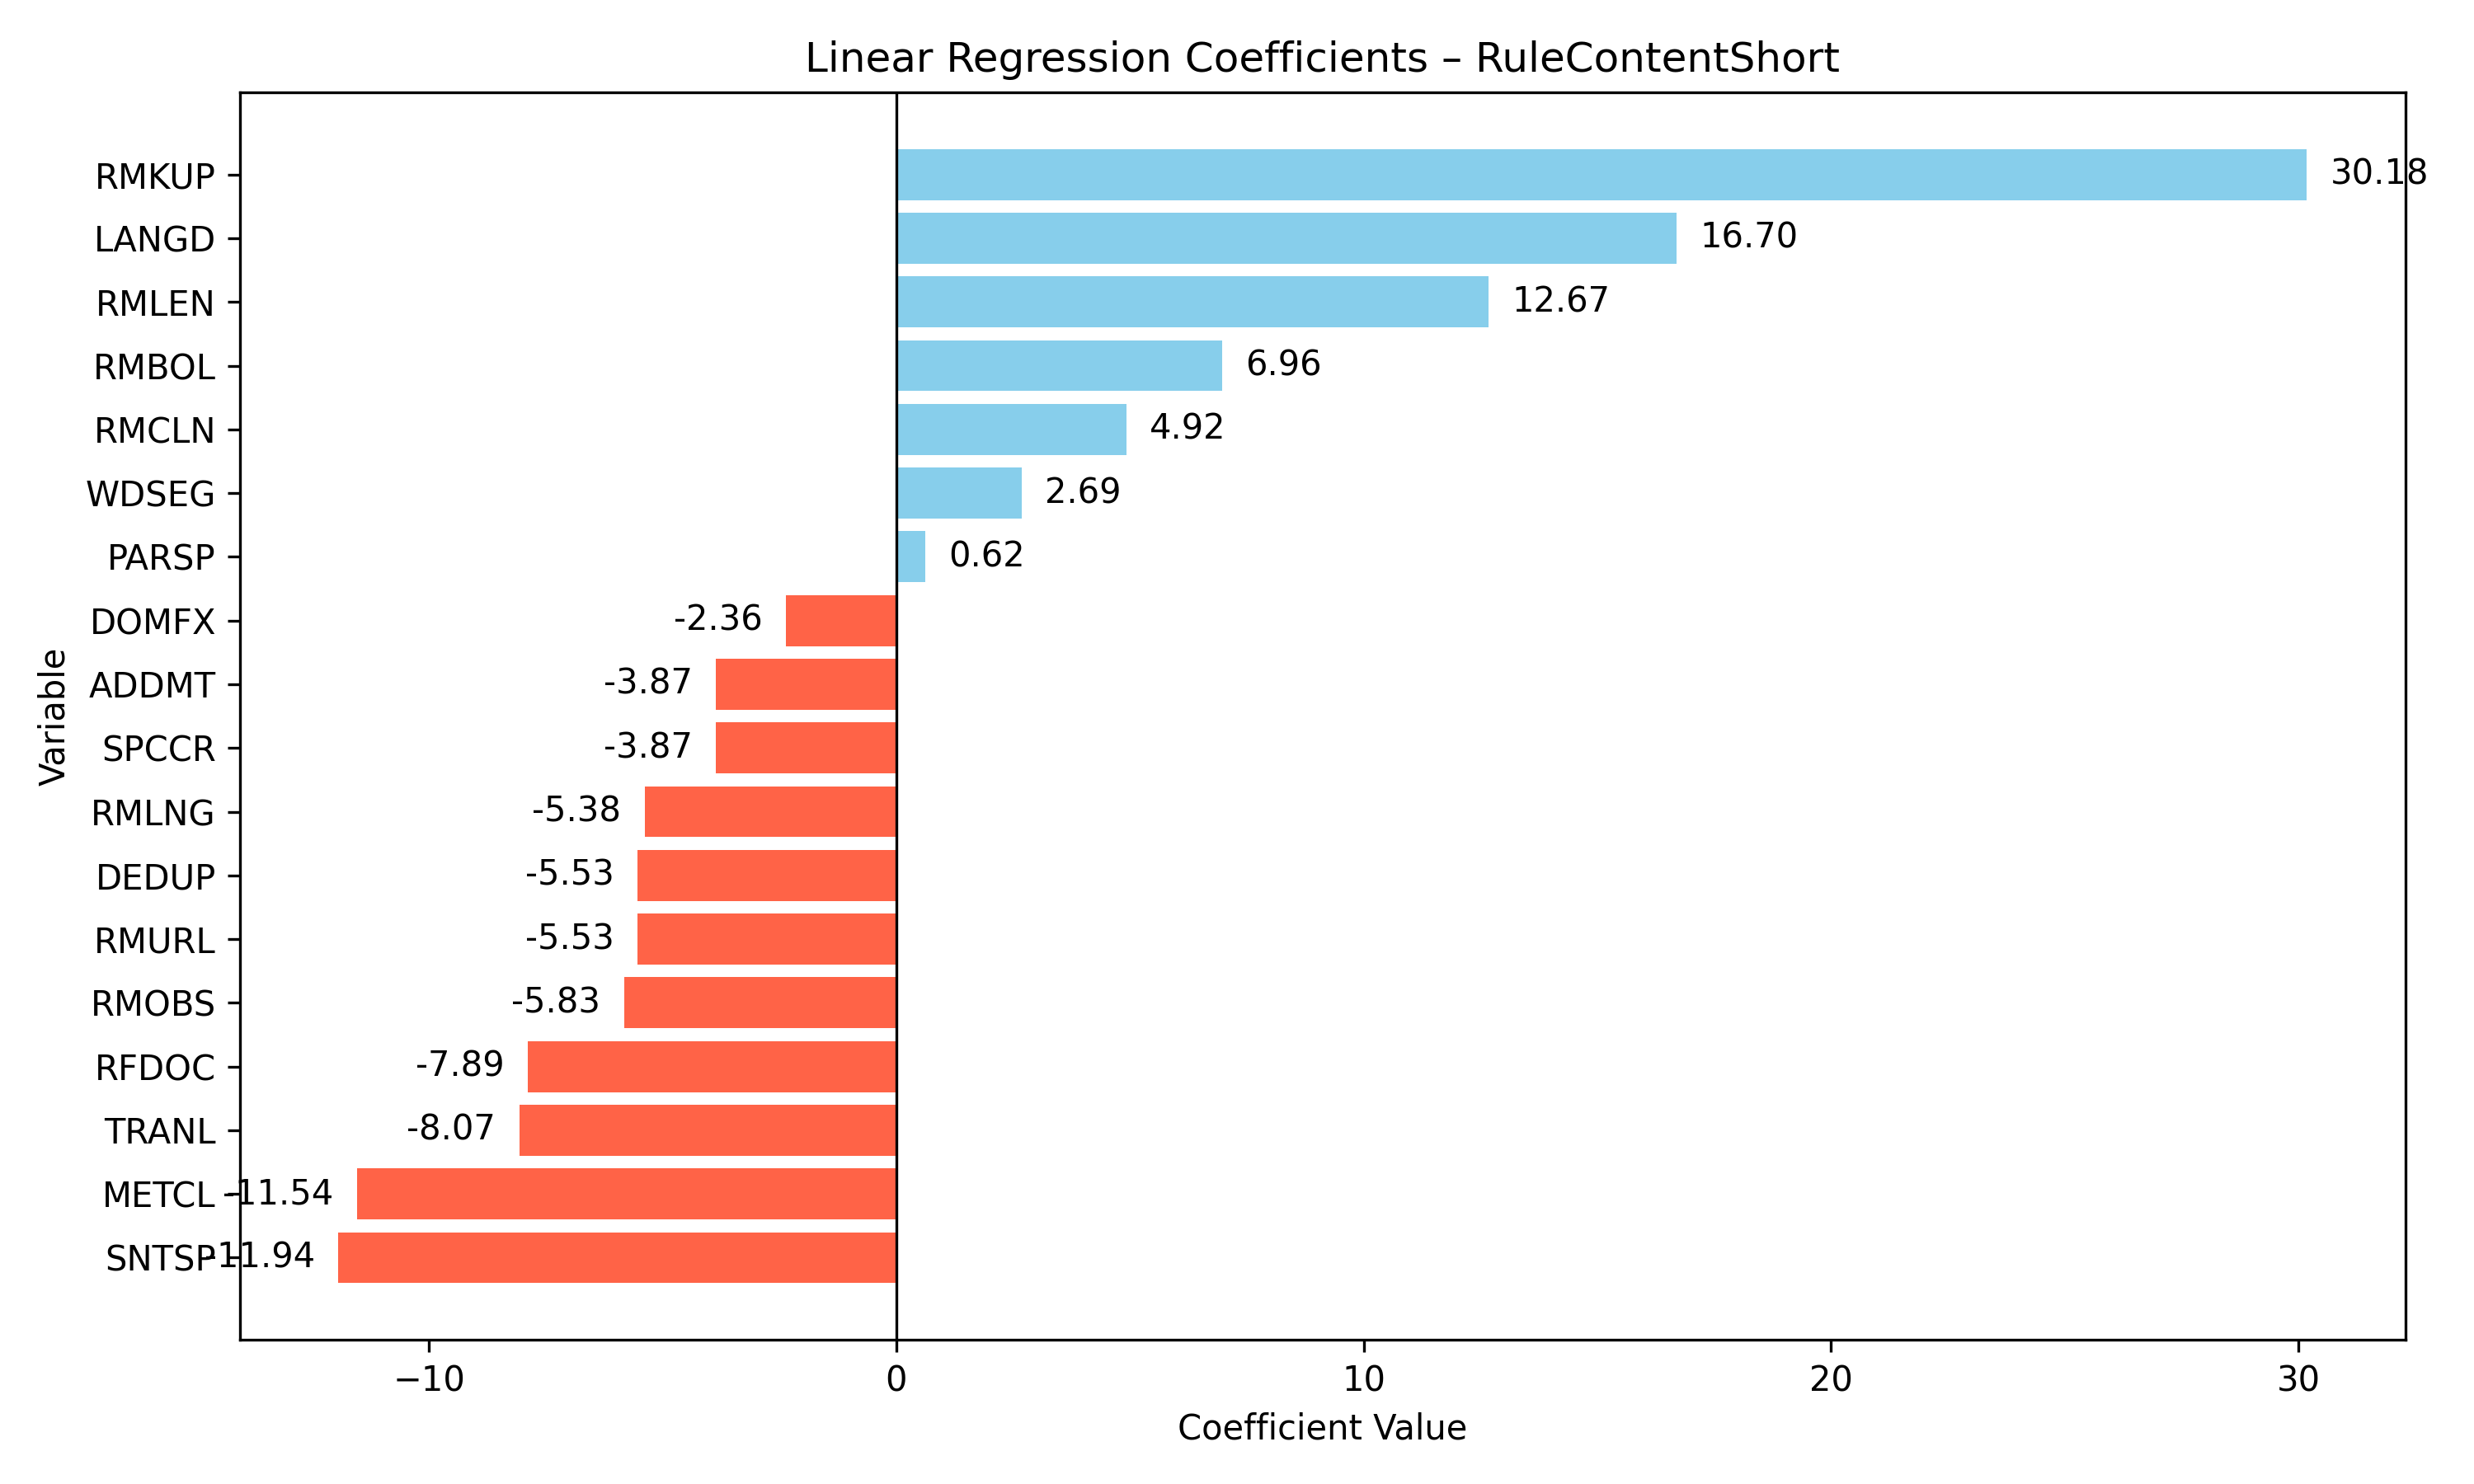 Linear Regression Coefficients – RuleContentShort
RMKUP 30.18
LANGD 16.70
RMLEN 12.67
RMBOL 6.96
RMCLN 4.92
WDSEG 2.69
PARSP 0.62
DOMFX -2.36
ADDMT -3.87
SPCCR -3.87
RMLNG -5.38
DEDUP -5.53
RMURL -5.53
RMOBS -5.83
RFDOC -7.89
TRANL -8.07
METCL -11.54
SNTSP -11.94
Variable
−10 0 10 20 30
Coefficient Value